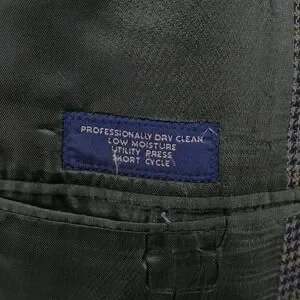 PROFESSIONALLY DRY CLEAN
LOW MOISTURE
UTILITY PRESS
SHORT CYCLE